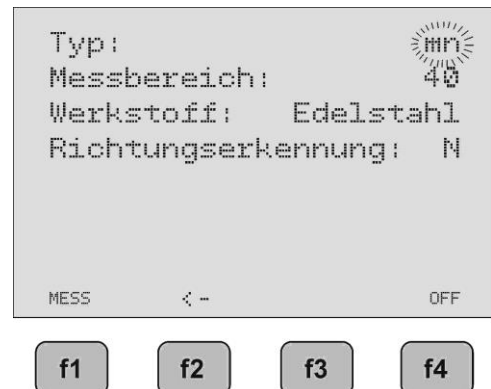 Typ: mn
Messbereich: 40
Werkstoff: Edelstahl
Richtungserkennung: N
MESS <- OFF
f1 f2 f3 f4